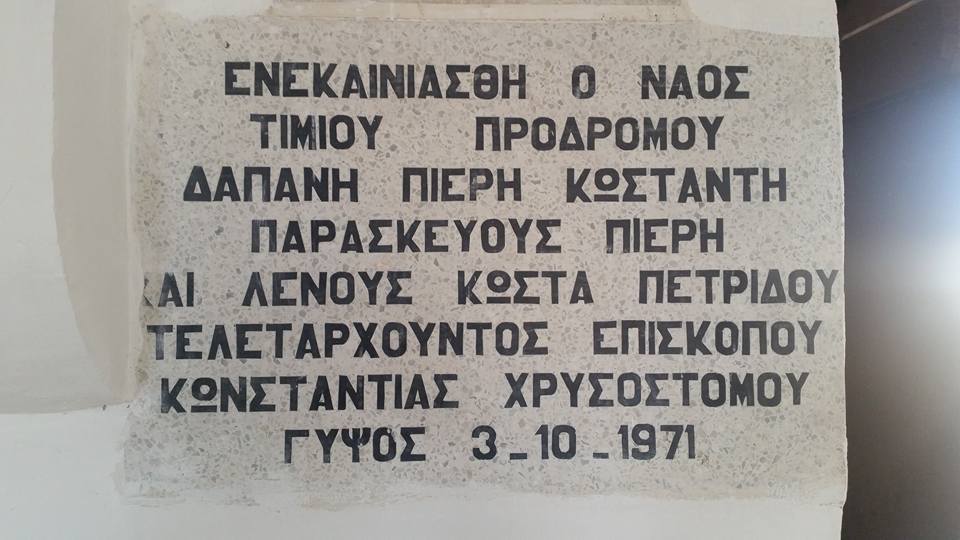 ΕΝΕΚΑΙΝΙΑΣΘΗ Ο ΝΑΟΣ
ΤΙΜΙΟΥ ΠΡΟΔΡΟΜΟΥ
ΔΑΠΑΝΗ ΠΙΕΡΗ ΚΩΣΤΑΝΤΗ
ΠΑΡΑΣΚΕΥΟΥΣ ΠΙΕΡΗ
ΚΑΙ ΛΕΝΟΥΣ ΚΩΣΤΑ ΠΕΤΡΙΔΟΥ
ΤΕΛΕΤΑΡΧΟΥΝΤΟΣ ΕΠΙΣΚΟΠΟΥ
ΚΩΝΣΤΑΝΤΙΑΣ ΧΡΥΣΟΣΤΟΜΟΥ
ΓΥΨΟΣ 3-10-1971